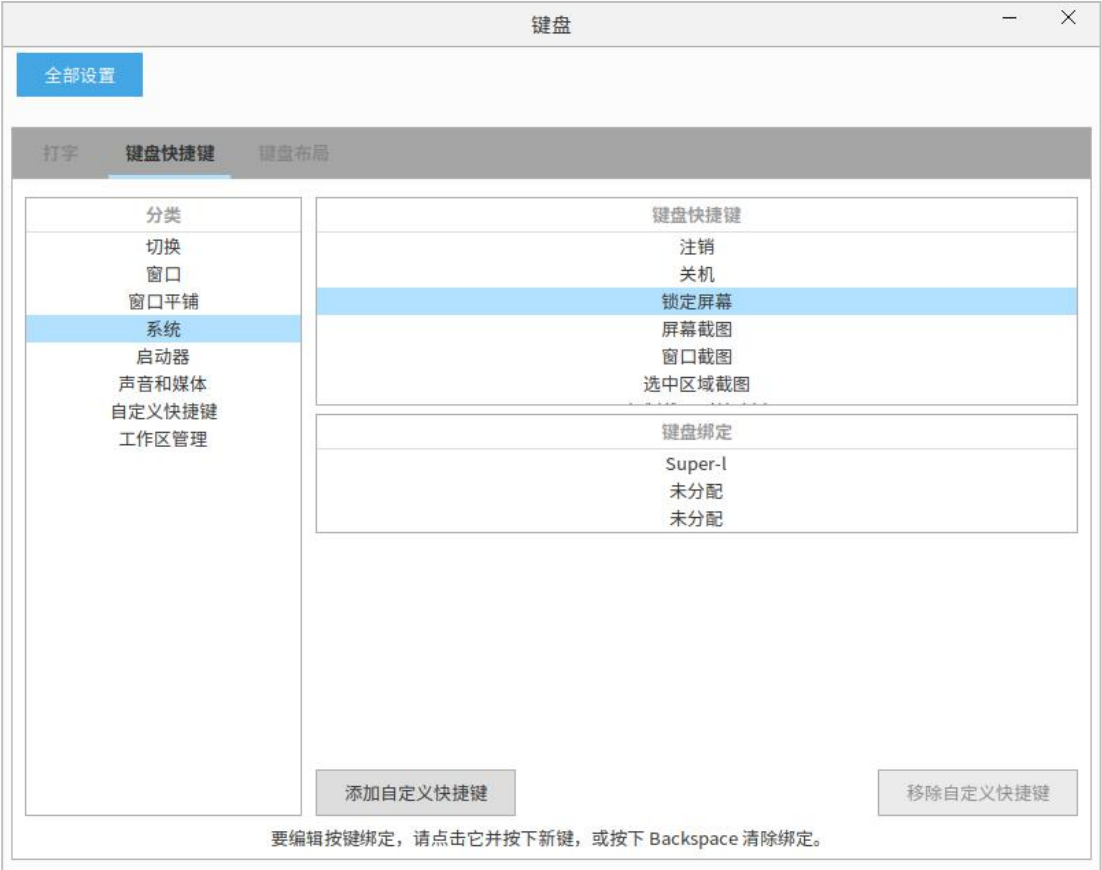 键盘
全部设置
打字
键盘快捷键
键盘布局
分类
切换
窗口
窗口平铺
系统
启动器
声音和媒体
自定义快捷键
工作区管理
键盘快捷键
注销
关机
锁定屏幕
屏幕截图
窗口截图
选中区域截图
键盘绑定
Super-l
未分配
未分配
添加自定义快捷键
移除自定义快捷键
要编辑按键绑定，请点击它并按下新键，或按下 Backspace 清除绑定。